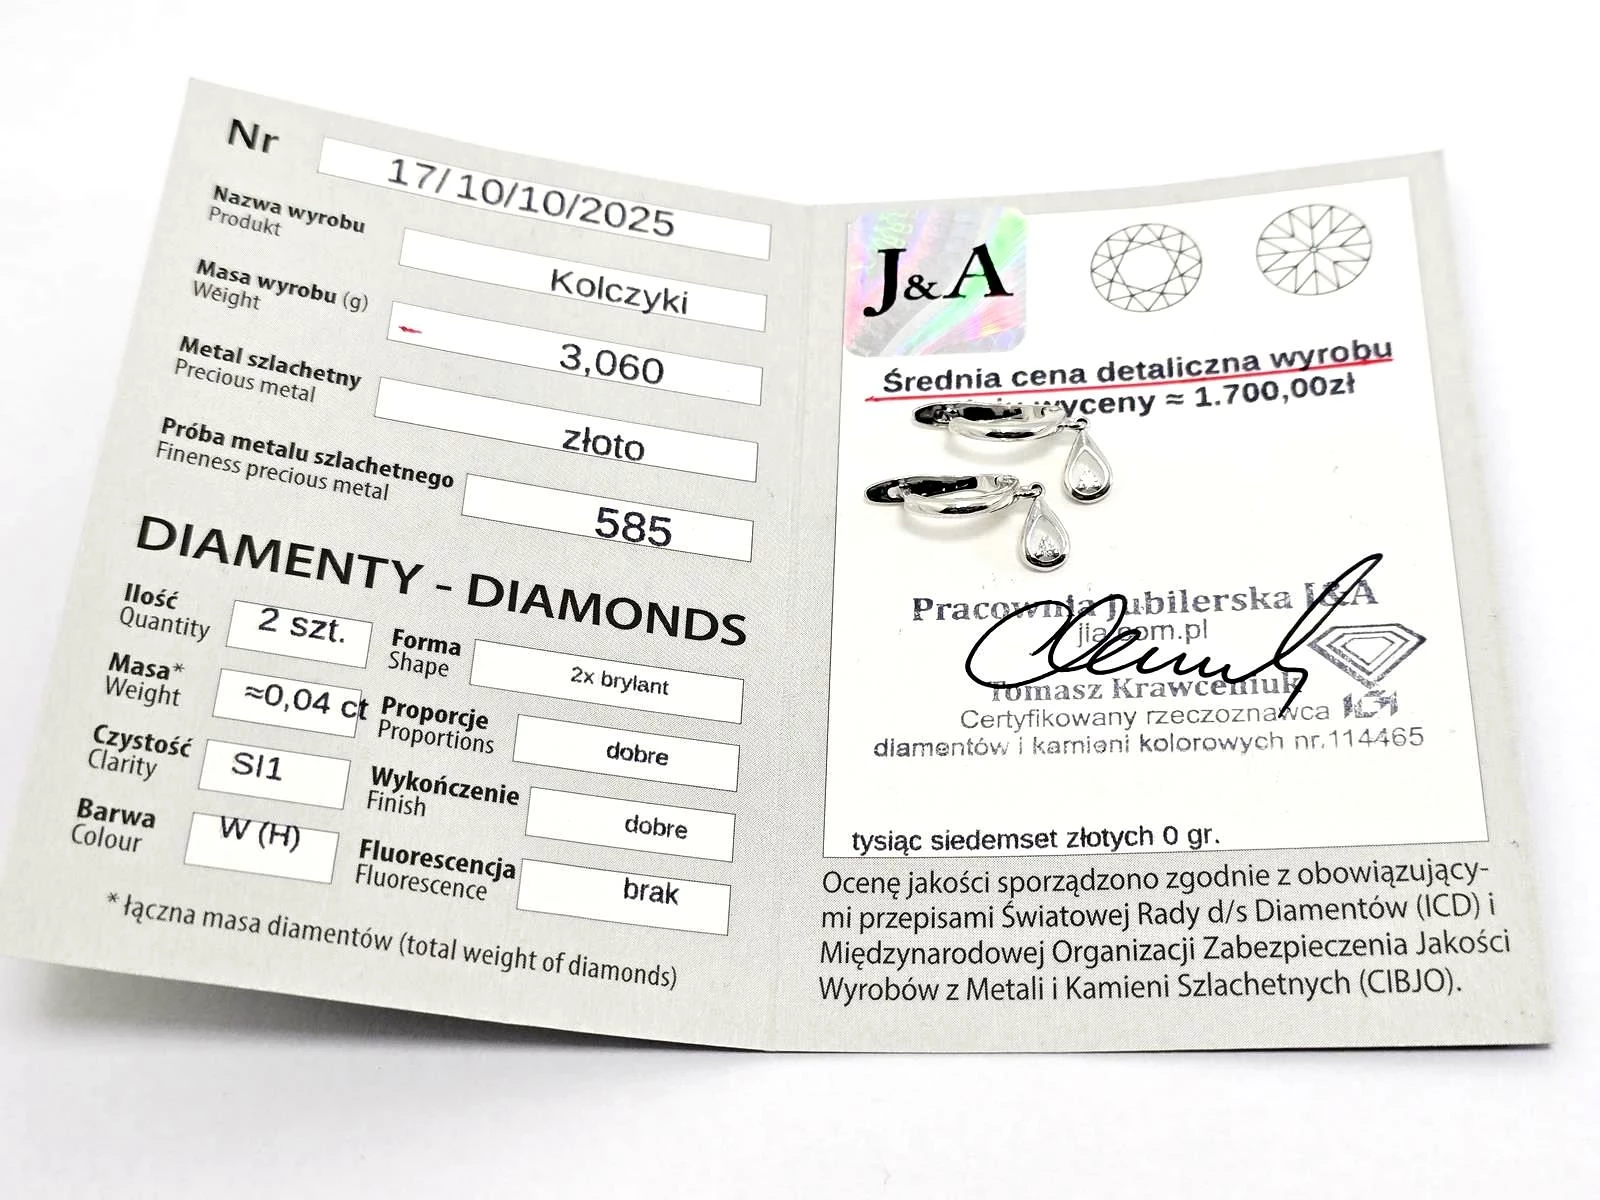 Nr 17/10/10/2025
Nazwa wyrobu
Produkt
Kolczyki
Masa wyrobu (g)
Weight
3,060
Metal szlachetny
Precious metal
złoto
Próba metalu szlachetnego
Fineness precious metal
585
DIAMENTY - DIAMONDS
Ilość
Quantity
2 szt.
Forma
Shape
2x brylant
Masa*
Weight
≈0,04 ct
Proporcje
Proportions
dobre
Czystość
Clarity
SI1
Wykończenie
Finish
dobre
Barwa
Colour
W (H)
Fluorescencja
Fluorescence
brak
* łączna masa diamentów (total weight of diamonds)
J&A
Średnia cena detaliczna wyrobu
wyceny ≈ 1.700,00zł
Pracownia Jubilerska J&A
jia.com.pl
Tomasz Krawceniuk
Certyfikowany rzeczoznawca
diamentów i kamieni kolorowych nr.114465
tysiąc siedemset złotych 0 gr.
Ocenę jakości sporządzono zgodnie z obowiązujący-
mi przepisami Światowej Rady d/s Diamentów (ICD) i
Międzynarodowej Organizacji Zabezpieczenia Jakości
Wyrobów z Metali i Kamieni Szlachetnych (CIBJO).